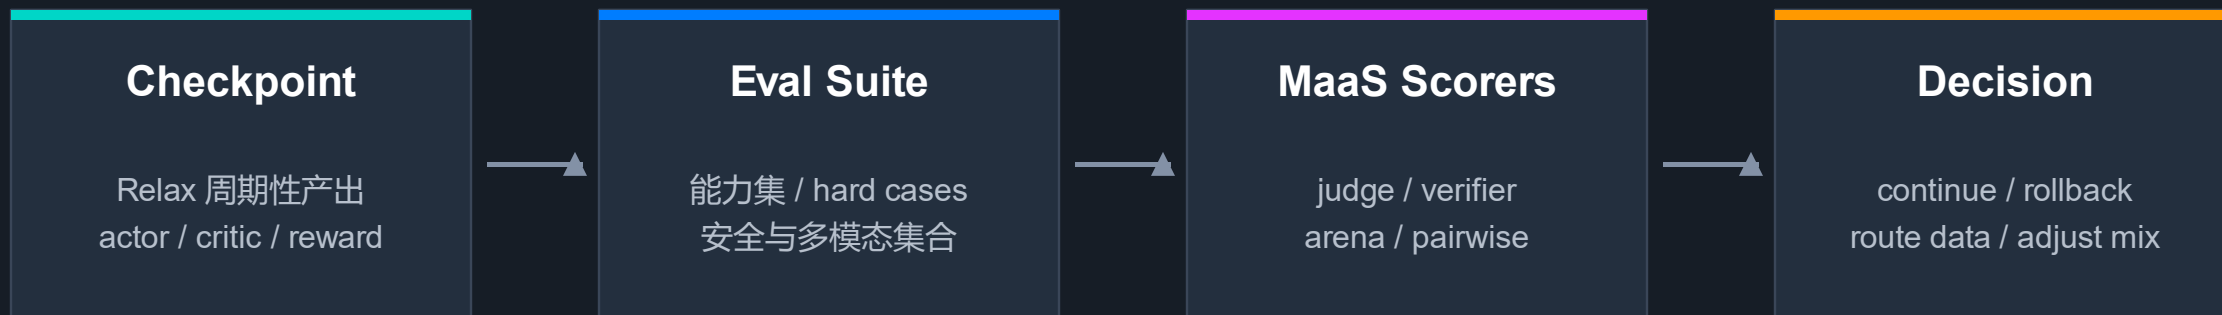 Checkpoint
Relax 周期性产出
actor / critic / reward
Eval Suite
能力集 / hard cases
安全与多模态集合
MaaS Scorers
judge / verifier
arena / pairwise
Decision
continue / rollback
route data / adjust mix